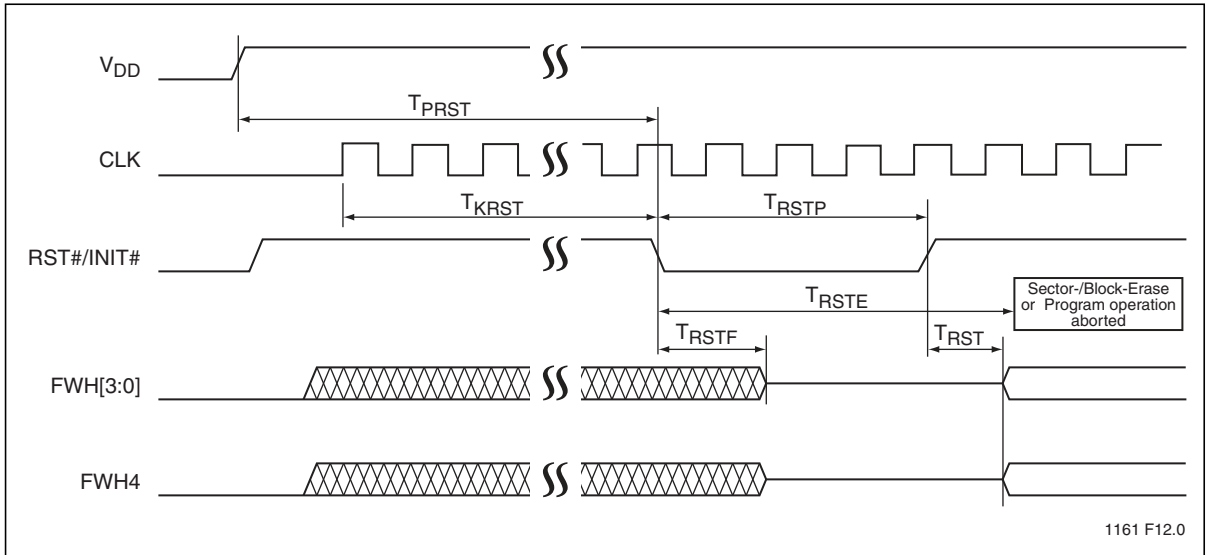 VDD
TPRST
CLK
TKRST
TRSTP
RST#/INIT#
TRSTE
Sector-/Block-Erase
or Program operation
aborted
TRSTF
TRST
FWH[3:0]
FWH4
1161 F12.0